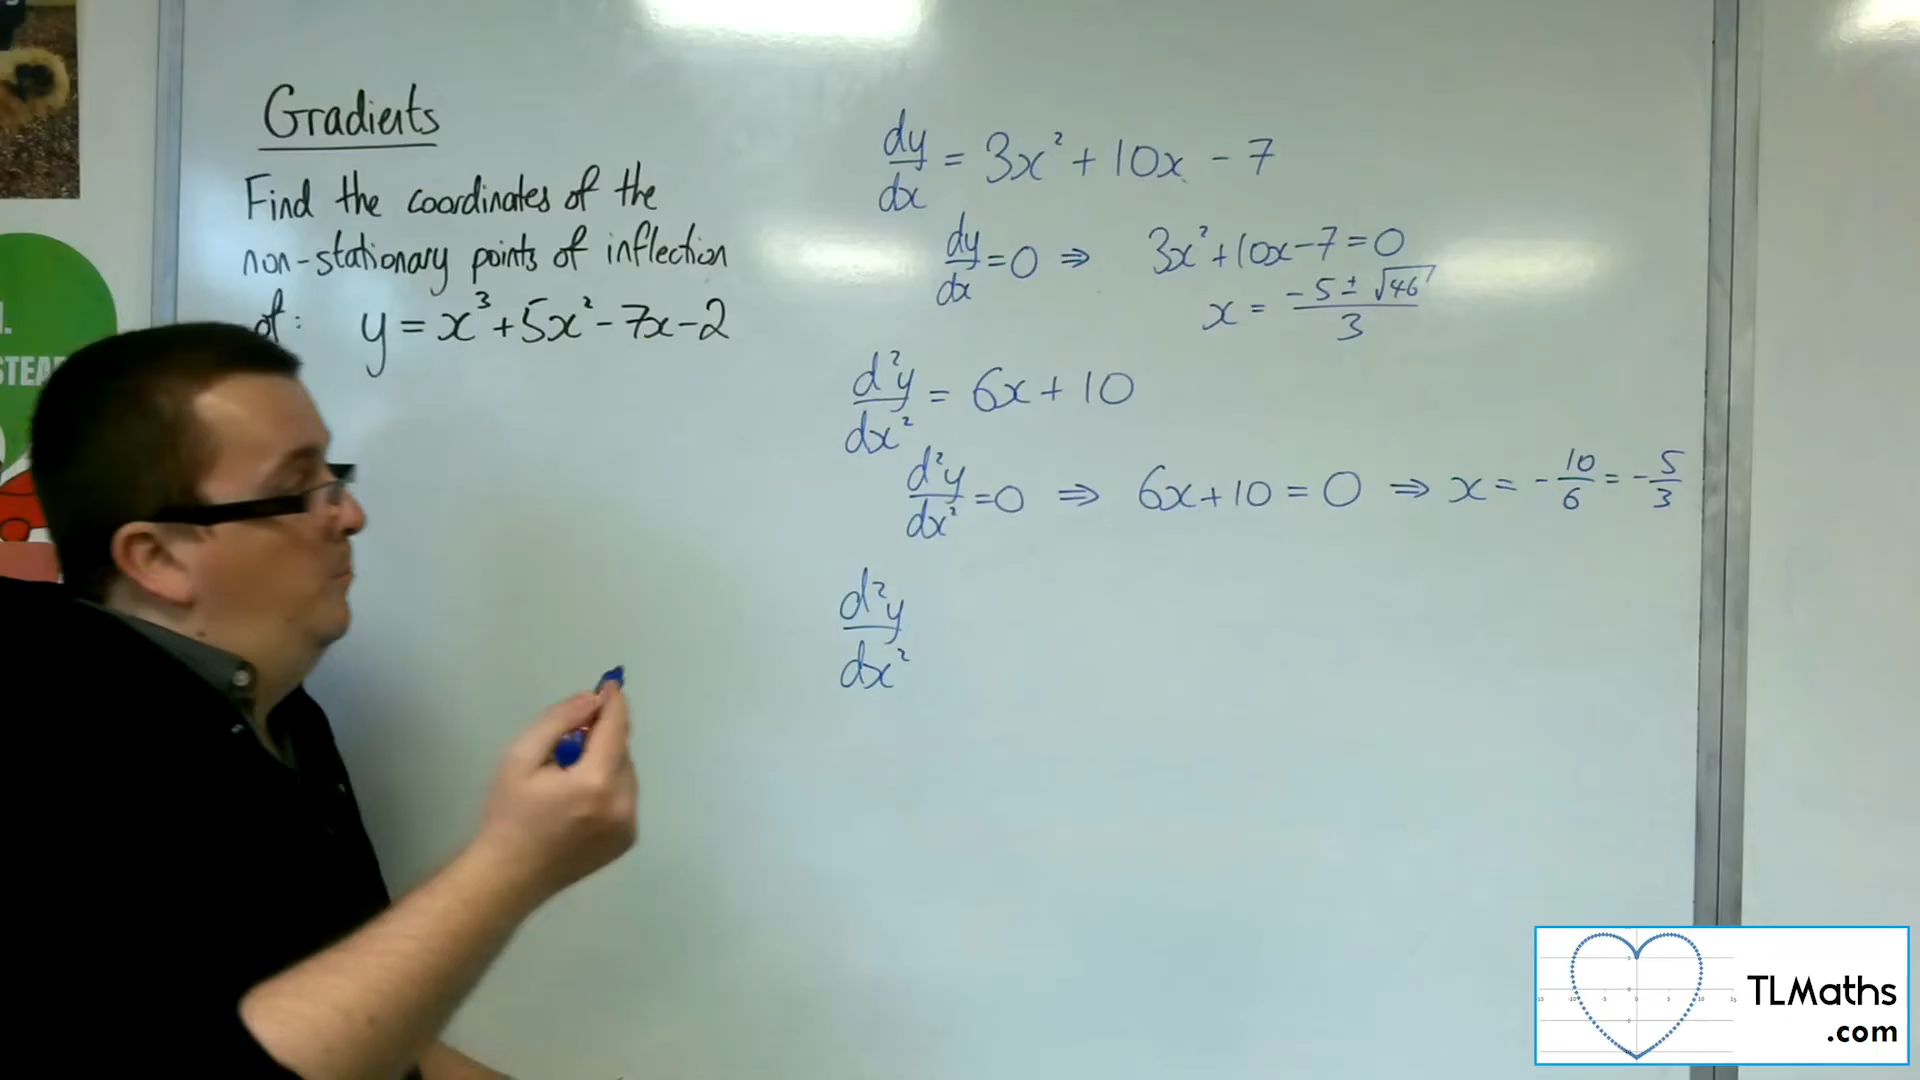 Gradients
Find the coordinates of the
non-stationary points of inflection
of: y = x³+5x²-7x-2
dy/dx = 3x² + 10x - 7
dy/dx = 0 ⇒ 3x²+10x-7=0
x = (-5 ± √46)/3
d²y/dx² = 6x + 10
d²y/dx² = 0 ⇒ 6x+10 = 0 ⇒ x = -10/6 = -5/3
d²y/dx²
TLMaths
.com